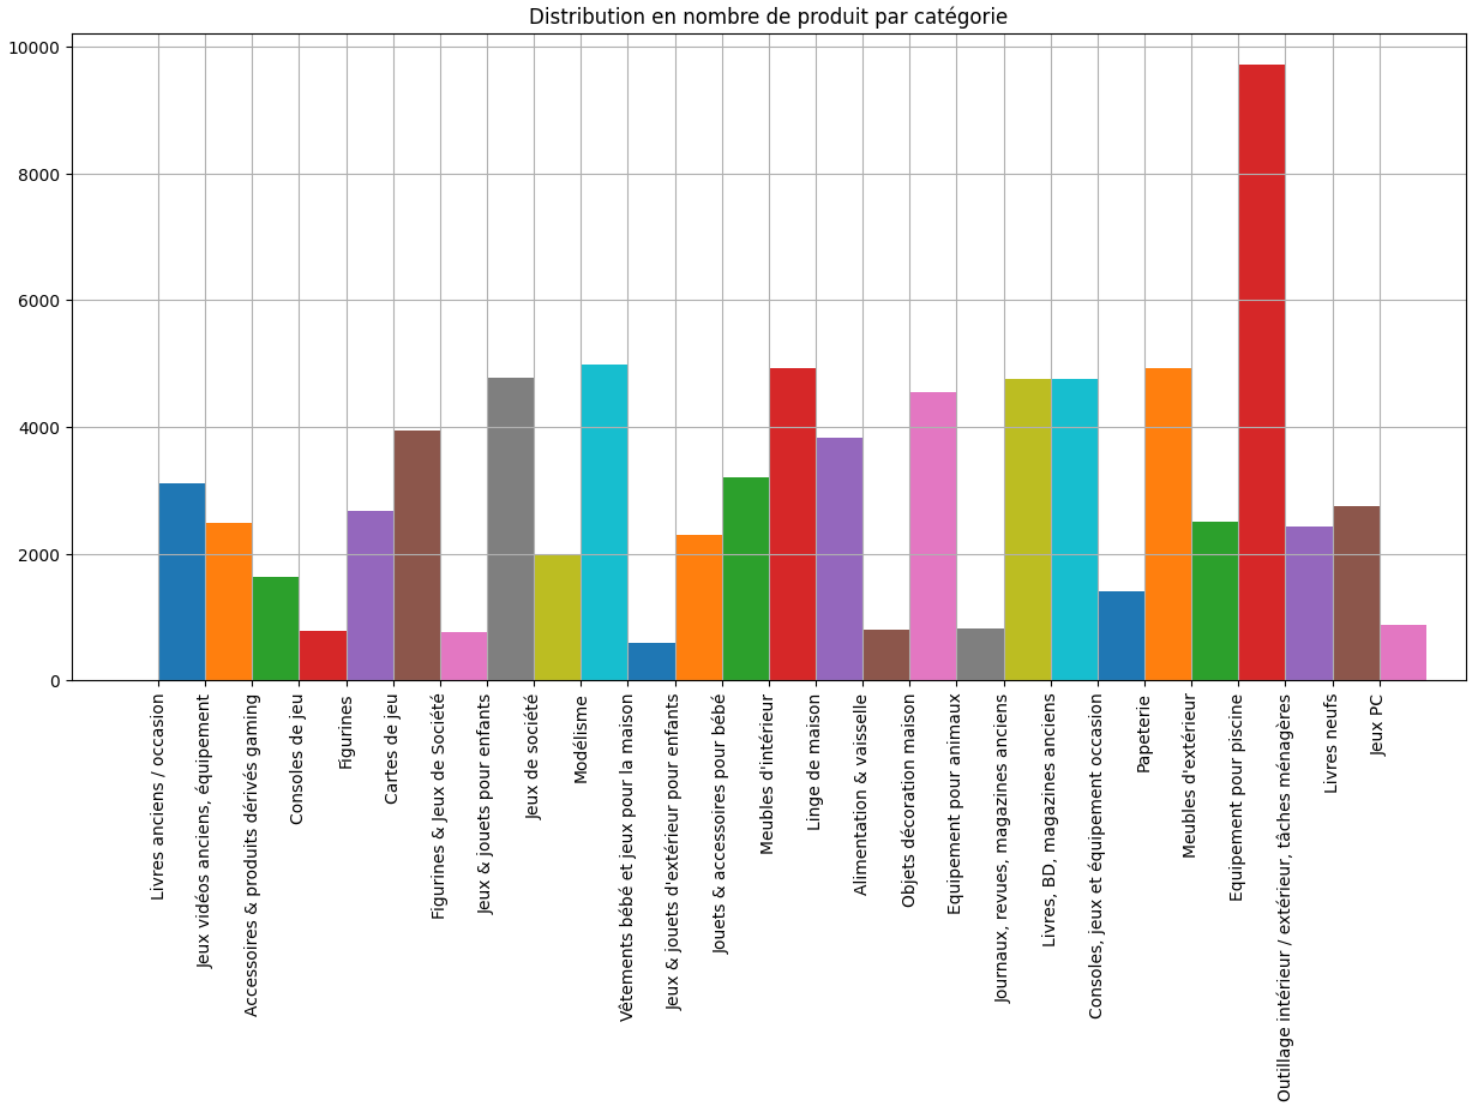 Distribution en nombre de produit par catégorie
10000
8000
6000
4000
2000
0
Livres anciens / occasion
Jeux vidéos anciens, équipement
Accessoires & produits dérivés gaming
Consoles de jeu
Figurines
Cartes de jeu
Figurines & Jeux de Société
Jeux & jouets pour enfants
Jeux de société
Modélisme
Vêtements bébé et jeux pour la maison
Jeux & jouets d'extérieur pour enfants
Jouets & accessoires pour bébé
Meubles d'intérieur
Linge de maison
Alimentation & vaisselle
Objets décoration maison
Equipement pour animaux
Journaux, revues, magazines anciens
Livres, BD, magazines anciens
Consoles, jeux et équipement occasion
Papeterie
Meubles d'extérieur
Equipement pour piscine
Outillage intérieur / extérieur, tâches ménagères
Livres neufs
Jeux PC